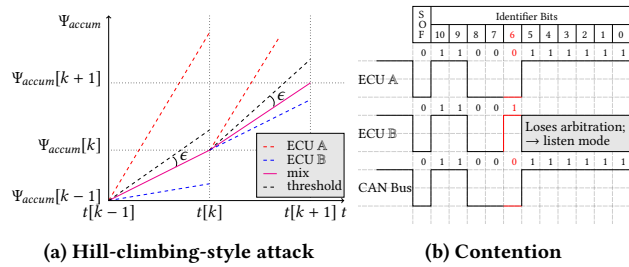 Ψaccum
Ψaccum[k + 1]
Ψaccum[k]
Ψaccum[k − 1]
ϵ
ϵ
ECU 𝔸
ECU 𝔹
mix
threshold
t[k − 1] t[k] t[k + 1] t
(a) Hill-climbing-style attack
SOF Identifier Bits
10 9 8 7 6 5 4 3 2 1 0
0 1 1 0 0 0 1 1 1 1 1 1
ECU 𝔸
0 1 1 0 0 1
ECU 𝔹
Loses arbitration;
→ listen mode
0 1 1 0 0 0 1 1 1 1 1 1
CAN Bus
(b) Contention